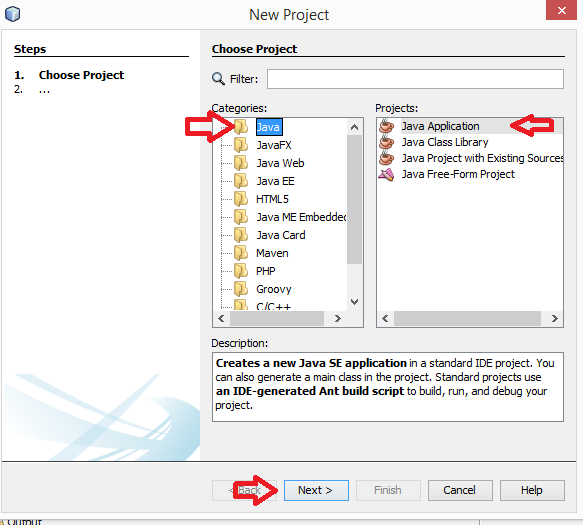 New Project
Steps
1. Choose Project
2. ...
Choose Project
Filter:
Categories:
Java
JavaFX
Java Web
Java EE
HTML5
Java ME Embedded
Java Card
Maven
PHP
Groovy
C/C++
Projects:
Java Application
Java Class Library
Java Project with Existing Sources
Java Free-Form Project
Description:
Creates a new Java SE application in a standard IDE project. You
can also generate a main class in the project. Standard projects use
an IDE-generated Ant build script to build, run, and debug your
project.
< Back
Next >
Finish
Cancel
Help
Output